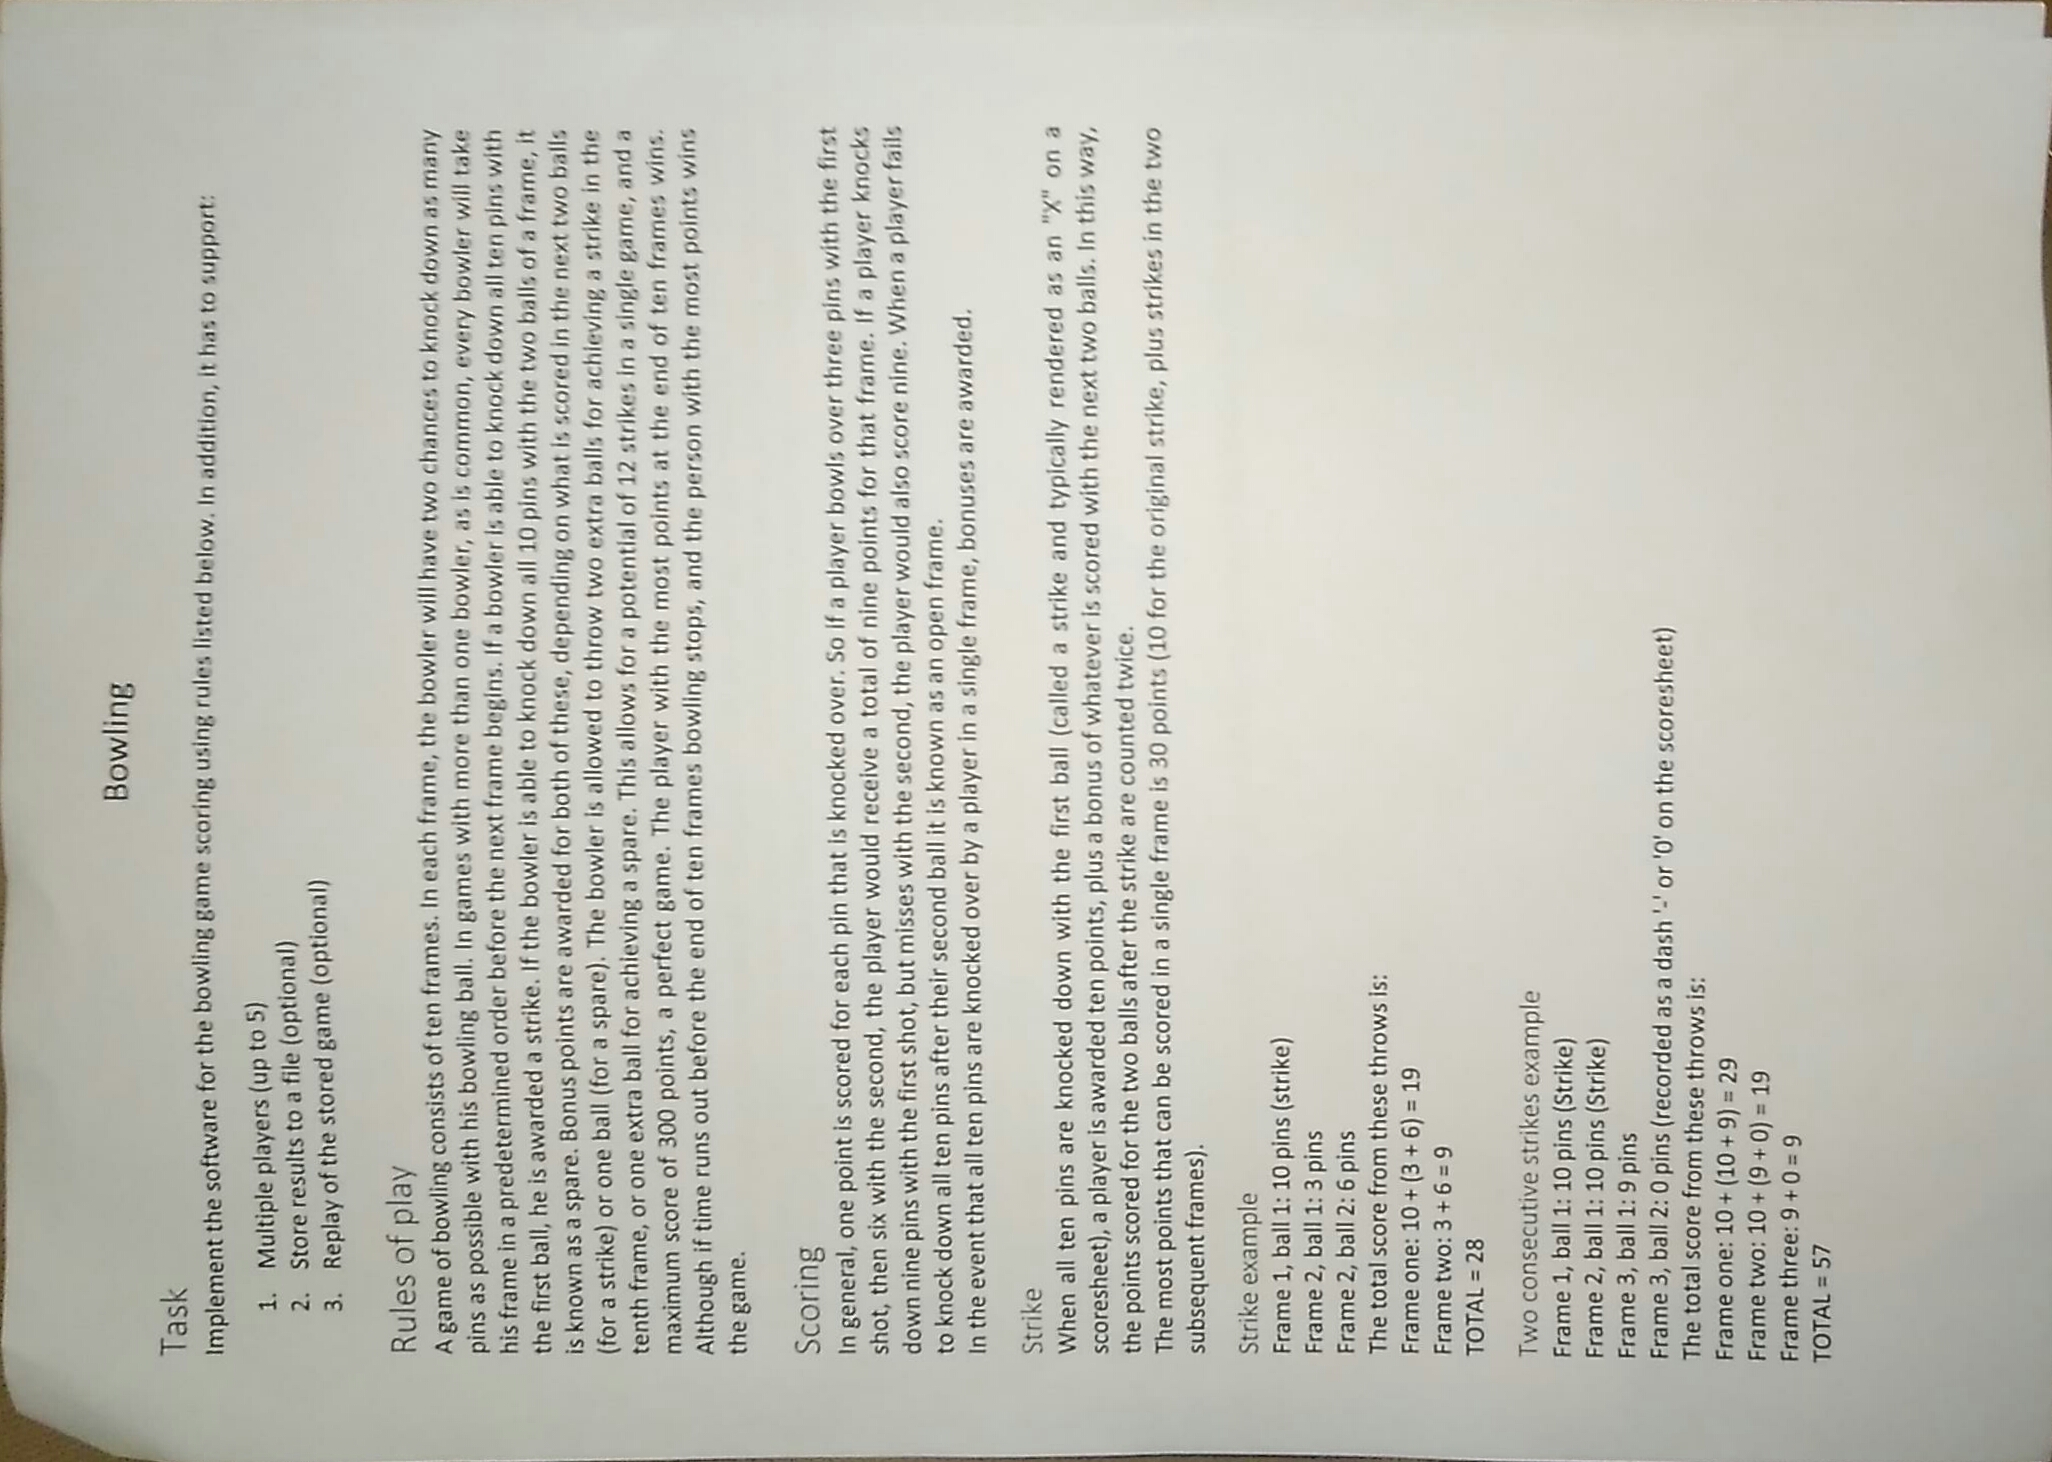 Bowling
Task
Implement the software for the bowling game scoring using rules listed below. In addition, it has to support:
1. Multiple players (up to 5)
2. Store results to a file (optional)
3. Replay of the stored game (optional)
Rules of play
A game of bowling consists of ten frames. In each frame, the bowler will have two chances to knock down as many
pins as possible with his bowling ball. In games with more than one bowler, as is common, every bowler will take
his frame in a predetermined order before the next frame begins. If a bowler is able to knock down all ten pins with
the first ball, he is awarded a strike. If the bowler is able to knock down all 10 pins with the two balls of a frame, it
is known as a spare. Bonus points are awarded for both of these, depending on what is scored in the next two balls
(for a strike) or one ball (for a spare). The bowler is allowed to throw two extra balls for achieving a strike in the
tenth frame, or one extra ball for achieving a spare. This allows for a potential of 12 strikes in a single game, and a
maximum score of 300 points, a perfect game. The player with the most points at the end of ten frames wins.
Although if time runs out before the end of ten frames bowling stops, and the person with the most points wins
the game.
Scoring
In general, one point is scored for each pin that is knocked over. So if a player bowls over three pins with the first
shot, then six with the second, the player would receive a total of nine points for that frame. If a player knocks
down nine pins with the first shot, but misses with the second, the player would also score nine. When a player fails
to knock down all ten pins after their second ball it is known as an open frame.
In the event that all ten pins are knocked over by a player in a single frame, bonuses are awarded.
Strike
When all ten pins are knocked down with the first ball (called a strike and typically rendered as an "X" on a
scoresheet), a player is awarded ten points, plus a bonus of whatever is scored with the next two balls. In this way,
the points scored for the two balls after the strike are counted twice.
The most points that can be scored in a single frame is 30 points (10 for the original strike, plus strikes in the two
subsequent frames).
Strike example
Frame 1, ball 1: 10 pins (strike)
Frame 2, ball 1: 3 pins
Frame 2, ball 2: 6 pins
The total score from these throws is:
Frame one: 10 + (3 + 6) = 19
Frame two: 3 + 6 = 9
TOTAL = 28
Two consecutive strikes example
Frame 1, ball 1: 10 pins (Strike)
Frame 2, ball 1: 10 pins (Strike)
Frame 3, ball 1: 9 pins
Frame 3, ball 2: 0 pins (recorded as a dash '-' or '0' on the scoresheet)
The total score from these throws is:
Frame one: 10 + (10 + 9) = 29
Frame two: 10 + (9 + 0) = 19
Frame three: 9 + 0 = 9
TOTAL = 57